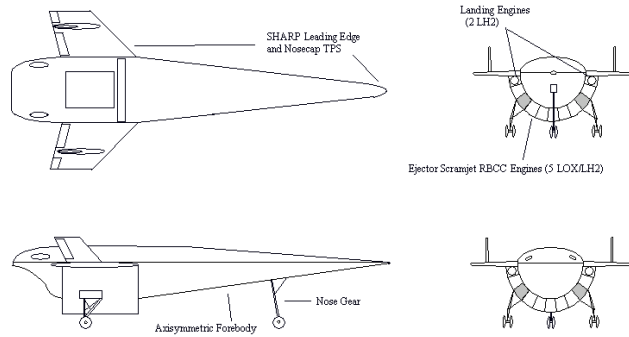 Landing Engines
(2 LH2)
SHARP Leading Edge
and Nosecap TPS
Ejector Scramjet RBCC Engines (5 LOX/LH2)
Nose Gear
Axisymmetric Forebody